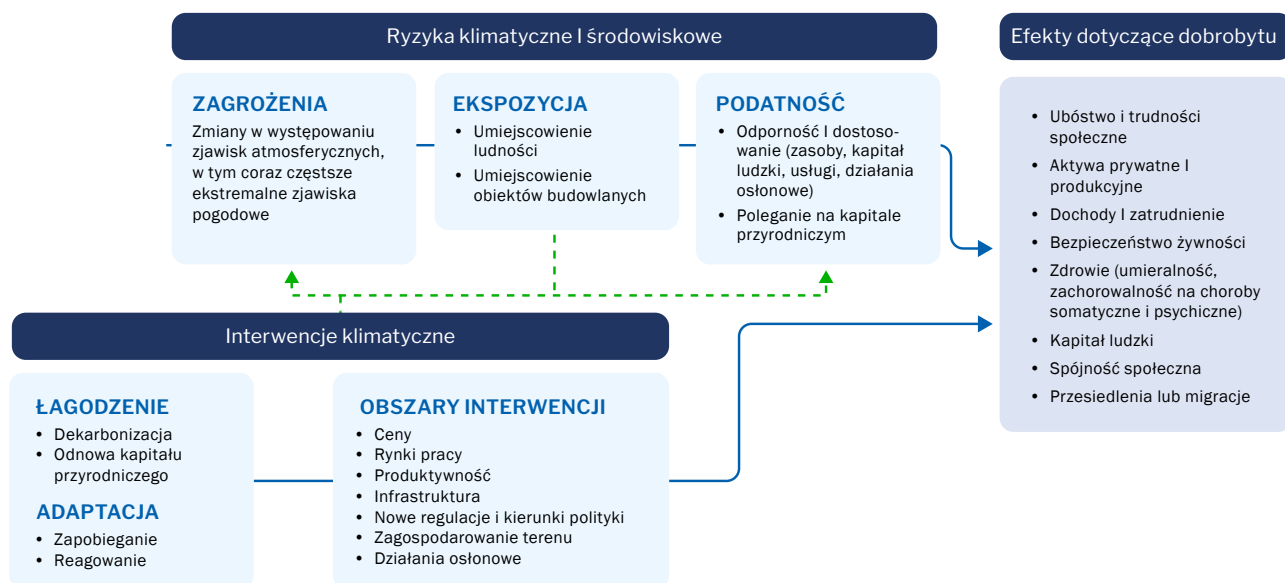 Ryzyka klimatyczne I środowiskowe
Efekty dotyczące dobrobytu
ZAGROŻENIA
Zmiany w występowaniu
zjawisk atmosferycznych,
w tym coraz częstsze
ekstremalne zjawiska
pogodowe
EKSPOZYCJA
• Umiejscowienie
ludności
• Umiejscowienie
obiektów budowlanych
PODATNOŚĆ
• Odporność I dostoso-
wanie (zasoby, kapitał
ludzki, usługi, działania
osłonowe)
• Poleganie na kapitale
przyrodniczym
• Ubóstwo i trudności
społeczne
• Aktywa prywatne I
produkcyjne
• Dochody I zatrudnienie
• Bezpieczeństwo żywności
• Zdrowie (umieralność,
zachorowalność na choroby
somatyczne i psychiczne)
• Kapitał ludzki
• Spójność społeczna
• Przesiedlenia lub migracje
Interwencje klimatyczne
ŁAGODZENIE
• Dekarbonizacja
• Odnowa kapitału
przyrodniczego
ADAPTACJA
• Zapobieganie
• Reagowanie
OBSZARY INTERWENCJI
• Ceny
• Rynki pracy
• Produktywność
• Infrastruktura
• Nowe regulacje i kierunki polityki
• Zagospodarowanie terenu
• Działania osłonowe